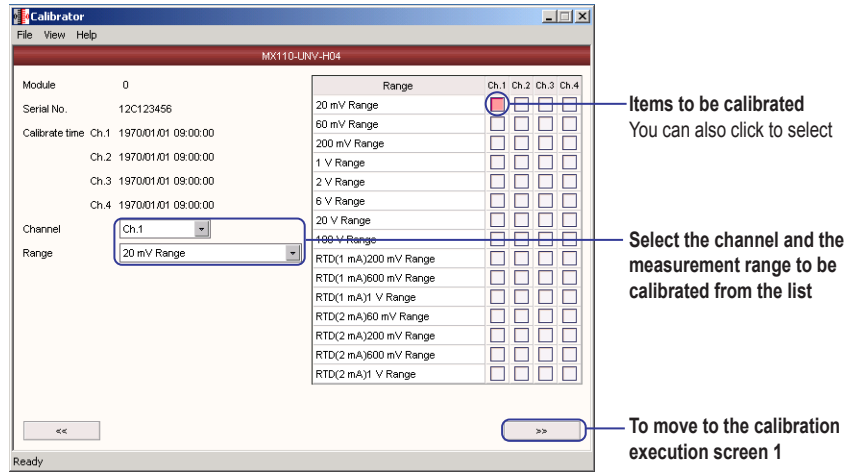 Calibrator
File View Help
MX110-UNV-H04
Module 0
Serial No. 12C123456
Calibrate time Ch.1 1970/01/01 09:00:00
Ch.2 1970/01/01 09:00:00
Ch.3 1970/01/01 09:00:00
Ch.4 1970/01/01 09:00:00
Channel Ch.1
Range 20 mV Range
Range Ch.1 Ch.2 Ch.3 Ch.4
20 mV Range
60 mV Range
200 mV Range
1 V Range
2 V Range
6 V Range
20 V Range
100 V Range
RTD(1 mA)200 mV Range
RTD(1 mA)600 mV Range
RTD(1 mA)1 V Range
RTD(2 mA)60 mV Range
RTD(2 mA)200 mV Range
RTD(2 mA)600 mV Range
RTD(2 mA)1 V Range
<<
>>
Ready
Items to be calibrated
You can also click to select
Select the channel and the
measurement range to be
calibrated from the list
To move to the calibration
execution screen 1